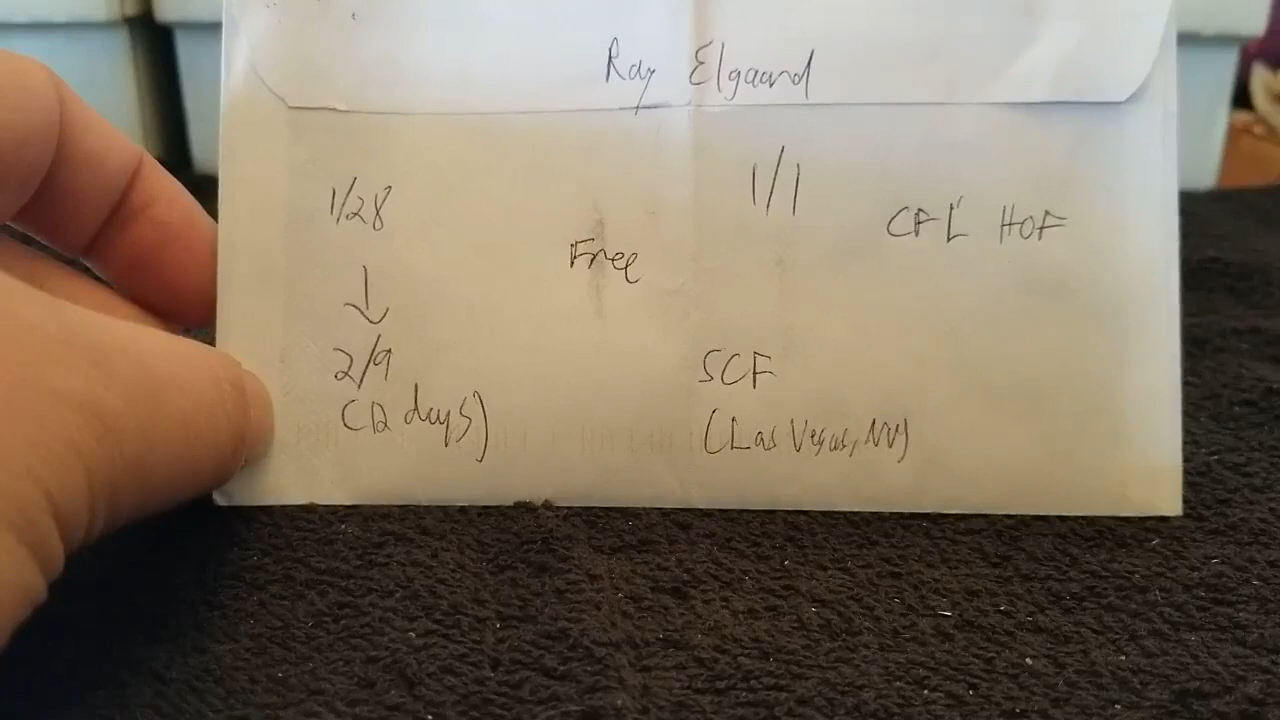 Ray Elgaard
1/28
↓
2/9
(12 days)
Free
1/1
CFL HOF
SCF
(Las Vegas, NV)